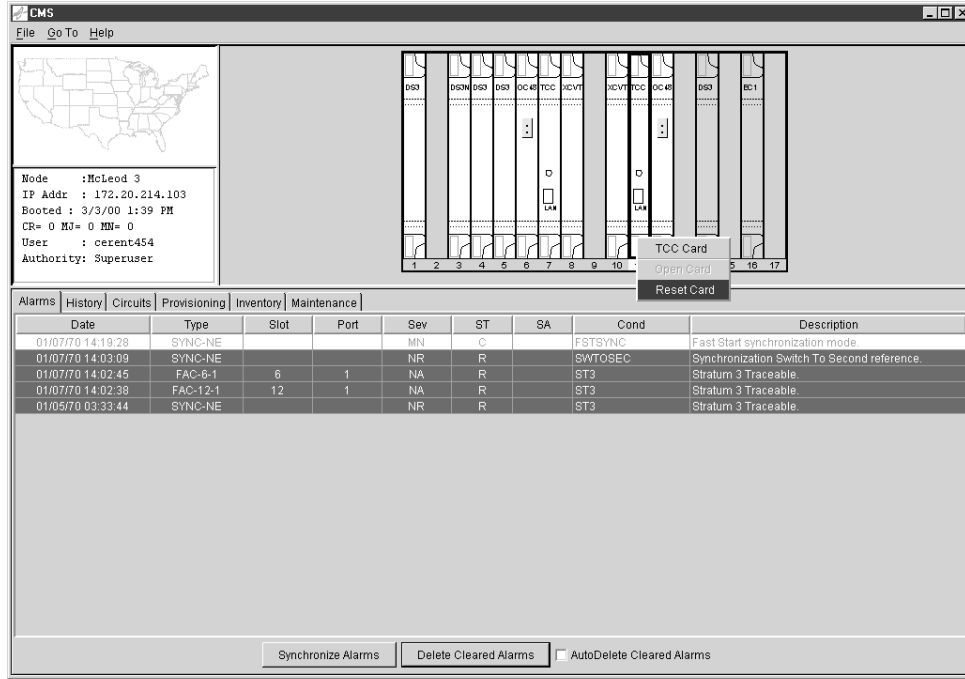 CMS
File Go To Help
Node :McLeod 3
IP Addr : 172.20.214.103
Booted : 3/3/00 1:39 PM
CR= 0 MJ= 0 MN= 0
User : cerent454
Authority: Superuser
DS3 DS3N DS3 DS3 OC48 TCC XCVT XCVT TCC OC48 DS3 EC1
LAN LAN
1 2 3 4 5 6 7 8 9 10 16 17
TCC Card
Open Card
Reset Card
Alarms History Circuits Provisioning Inventory Maintenance
Date Type Slot Port Sev ST SA Cond Description
01/07/70 14:19:28 SYNC-NE MN C FSTSYNC Fast Start synchronization mode.
01/07/70 14:03:09 SYNC-NE NR R SWTOSEC Synchronization Switch To Second reference.
01/07/70 14:02:45 FAC-6-1 6 1 NA R ST3 Stratum 3 Traceable.
01/07/70 14:02:38 FAC-12-1 12 1 NA R ST3 Stratum 3 Traceable.
01/05/70 03:33:44 SYNC-NE NR R ST3 Stratum 3 Traceable.
Synchronize Alarms Delete Cleared Alarms AutoDelete Cleared Alarms